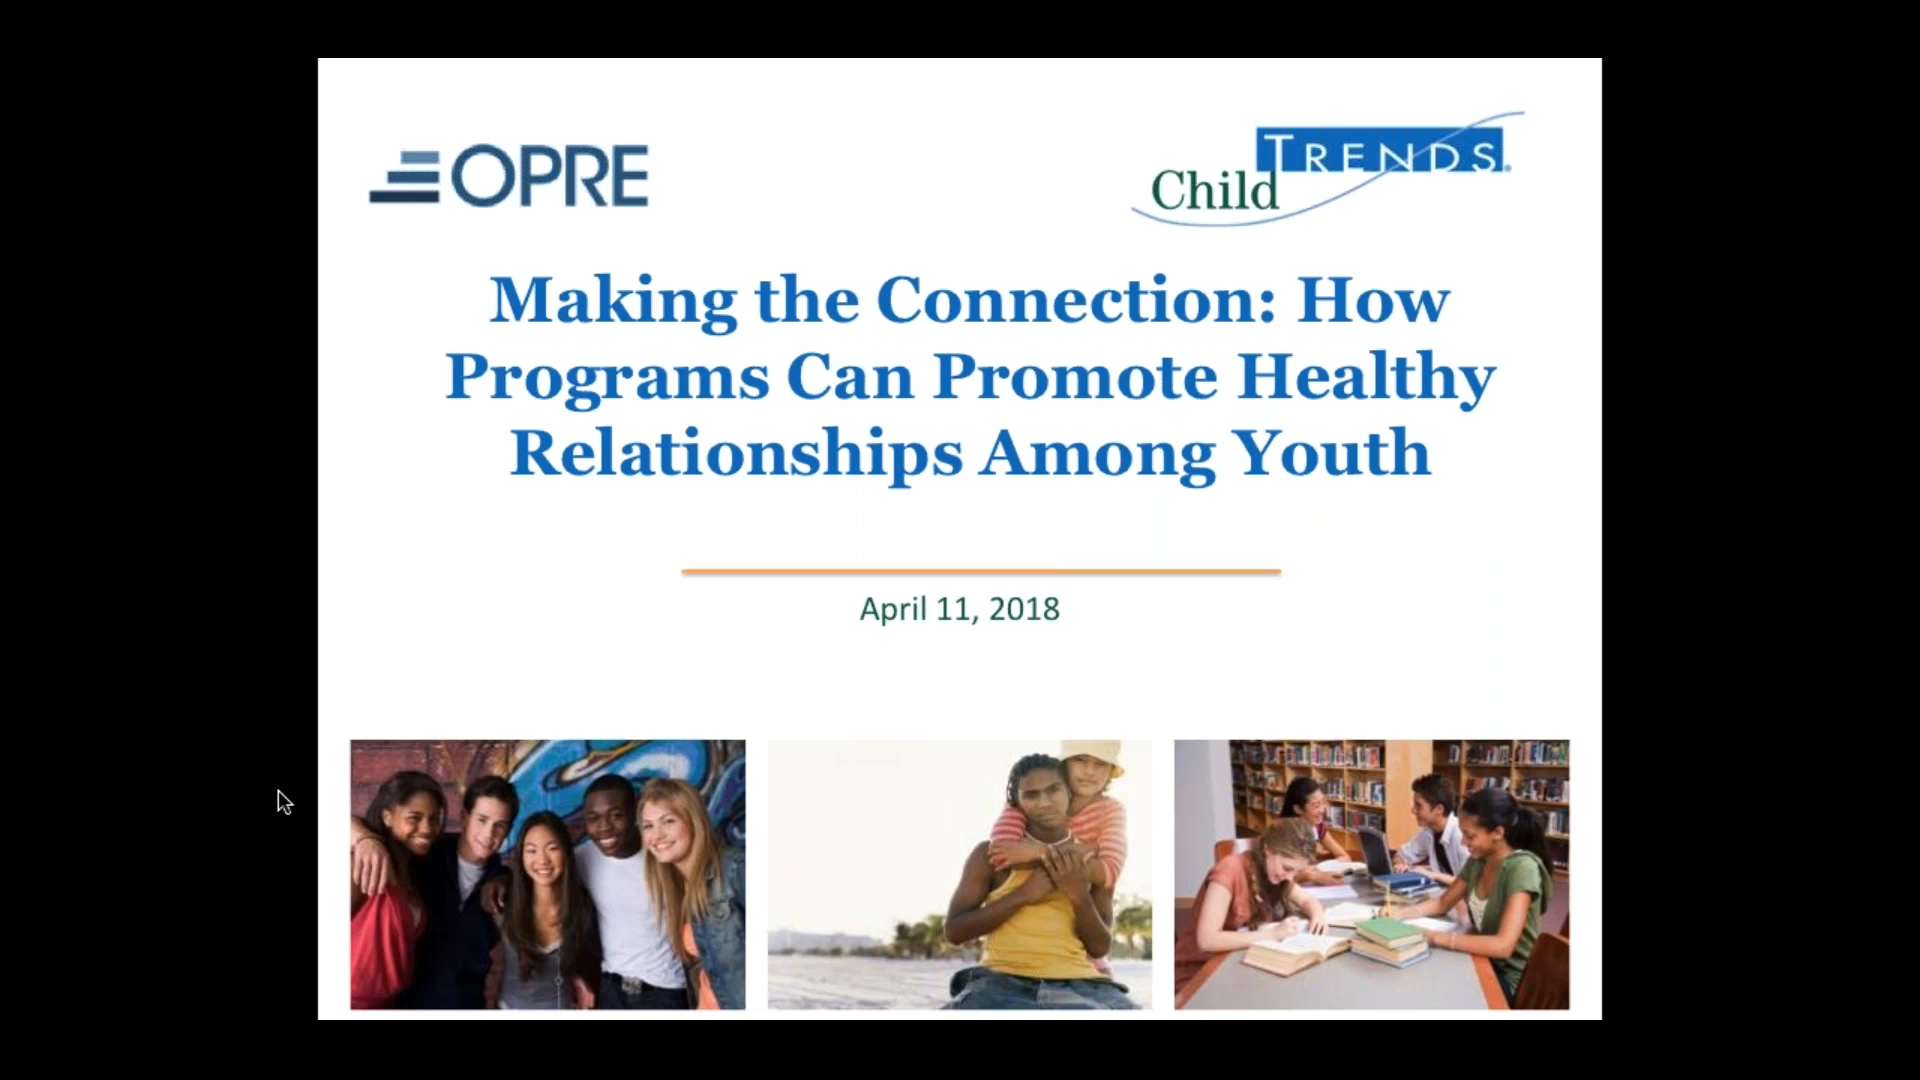 OPRE
Child TRENDS®
Making the Connection: How
Programs Can Promote Healthy
Relationships Among Youth
April 11, 2018